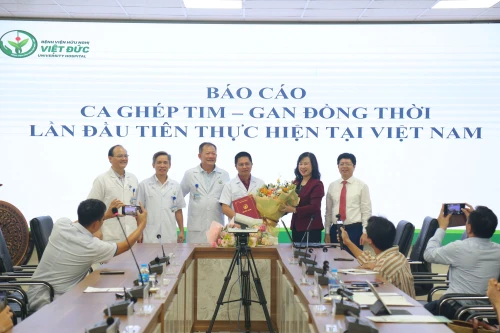 BỆNH VIỆN HỮU NGHỊ
VIỆT ĐỨC
UNIVERSITY HOSPITAL
BÁO CÁO
CA GHÉP TIM – GAN ĐỒNG THỜI
LẦN ĐẦU TIÊN THỰC HIỆN TẠI VIỆT NAM